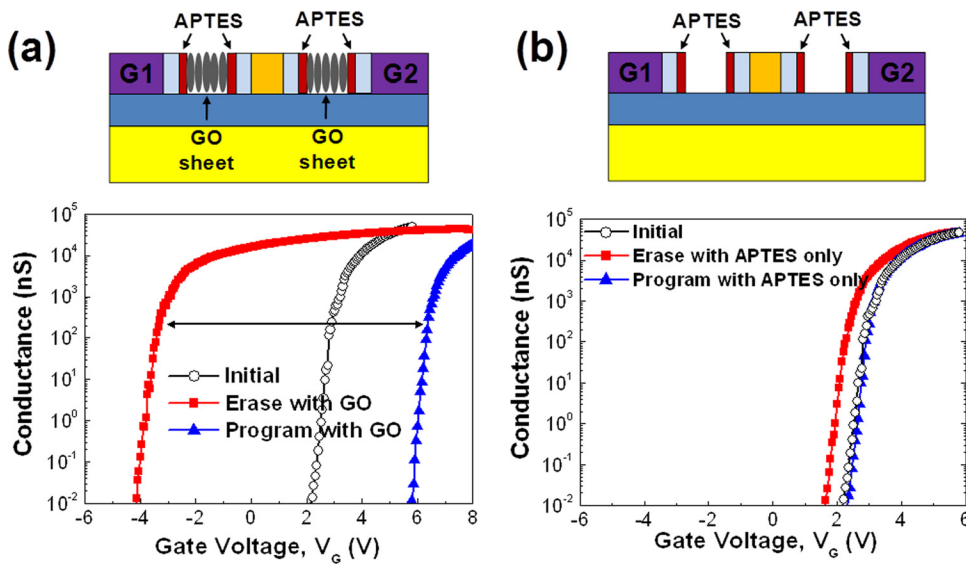 (a)
APTES APTES
G1 G2
GO sheet GO sheet
10^5
10^4
10^3
10^2
10^1
10^0
10^-1
10^-2
Conductance (nS)
Initial
Erase with GO
Program with GO
-6 -4 -2 0 2 4 6 8
Gate Voltage, V_G (V)
(b)
APTES APTES
G1 G2
10^5
10^4
10^3
10^2
10^1
10^0
10^-1
10^-2
Conductance (nS)
Initial
Erase with APTES only
Program with APTES only
-6 -4 -2 0 2 4 6
Gate Voltage, V_G (V)